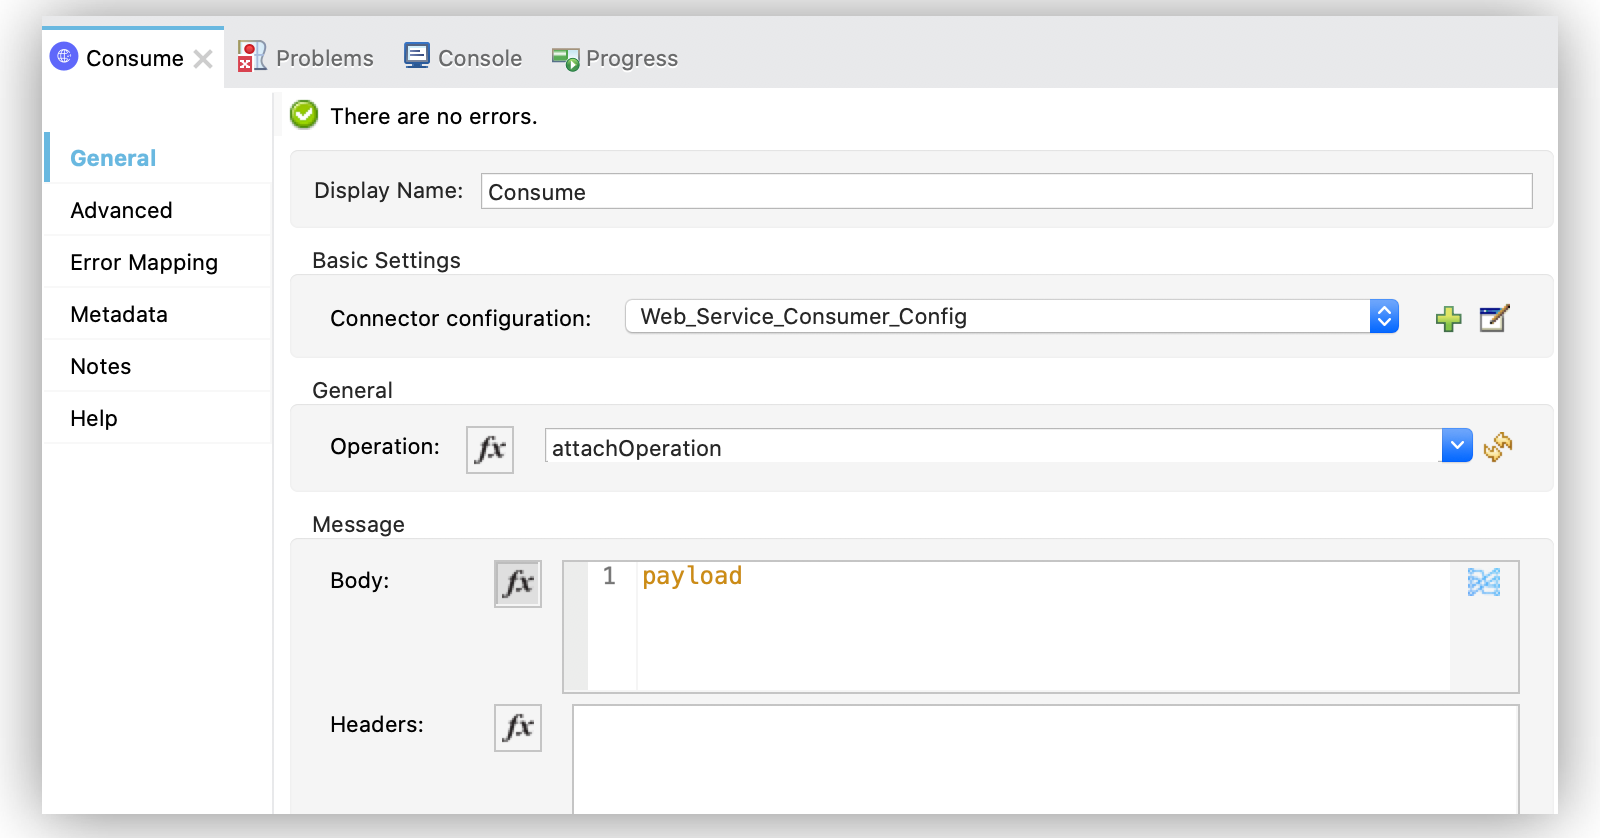 Consume
Problems
Console
Progress
There are no errors.
General
Advanced
Error Mapping
Metadata
Notes
Help
Display Name: Consume
Basic Settings
Connector configuration: Web_Service_Consumer_Config
General
Operation: fx attachOperation
Message
Body: fx 1 payload
Headers: fx